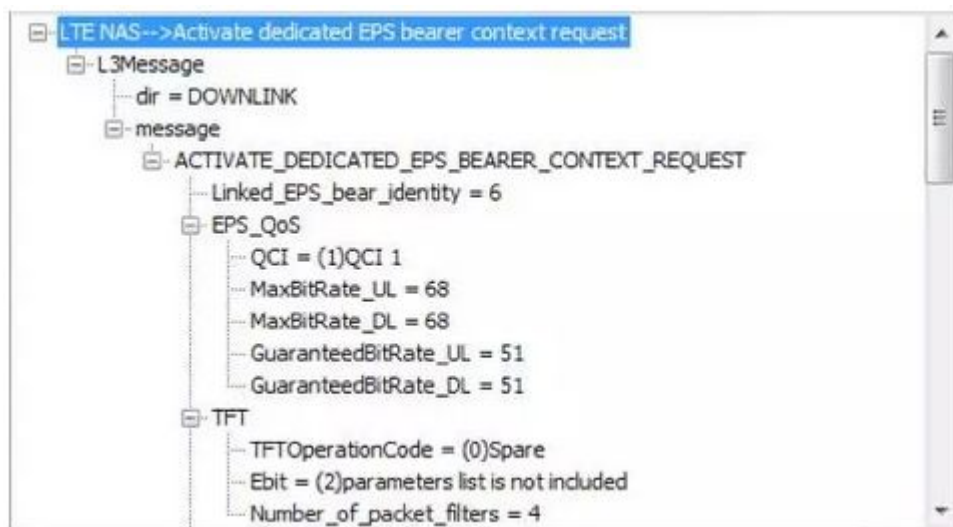 LTE NAS-->Activate dedicated EPS bearer context request
L3Message
dir = DOWNLINK
message
ACTIVATE_DEDICATED_EPS_BEARER_CONTEXT_REQUEST
Linked_EPS_bear_identity = 6
EPS_QoS
QCI = (1)QCI 1
MaxBitRate_UL = 68
MaxBitRate_DL = 68
GuaranteedBitRate_UL = 51
GuaranteedBitRate_DL = 51
TFT
TFTOperationCode = (0)Spare
Ebit = (2)parameters list is not included
Number_of_packet_filters = 4